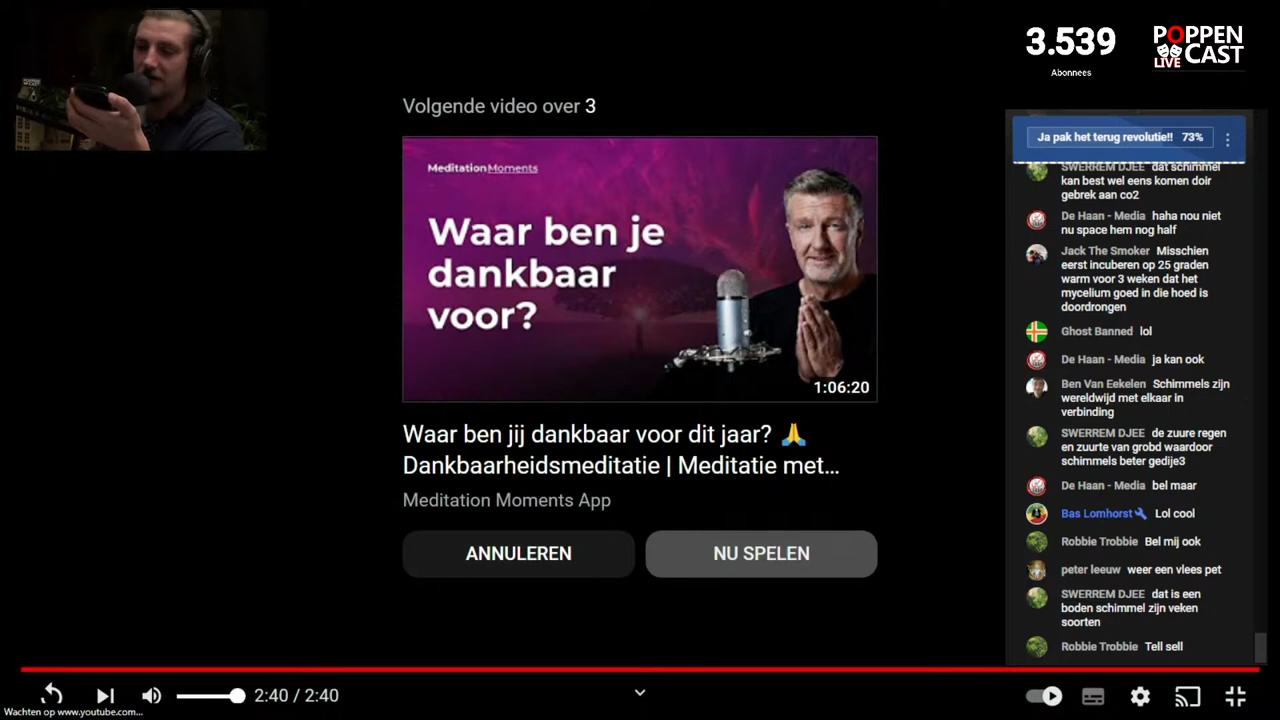 3.539
Abonnees
POPPEN
LIVE CAST
Volgende video over 3
MeditationMoments
Waar ben je
dankbaar
voor?
1:06:20
Waar ben jij dankbaar voor dit jaar? 🙏
Dankbaarheidsmeditatie | Meditatie met...
Meditation Moments App
ANNULEREN
NU SPELEN
Ja pak het terug revolutie!! 73%
SWERREM DJEE dat schimmel
kan best wel eens komen doir
gebrek aan co2
De Haan - Media haha nou niet
nu space hem nog half
Jack The Smoker Misschien
eerst incuberen op 25 graden
warm voor 3 weken dat het
mycelium goed in die hoed is
doordrongen
Ghost Banned lol
De Haan - Media ja kan ook
Ben Van Eekelen Schimmels zijn
wereldwijd met elkaar in
verbinding
SWERREM DJEE de zuure regen
en zuurte van grobd waardoor
schimmels beter gedije3
De Haan - Media bel maar
Bas Lomhorst Lol cool
Robbie Trobbie Bel mij ook
peter leeuw weer een vlees pet
SWERREM DJEE dat is een
boden schimmel zijn veken
soorten
Robbie Trobbie Tell sell
2:40 / 2:40
Wachten op www.youtube.com...